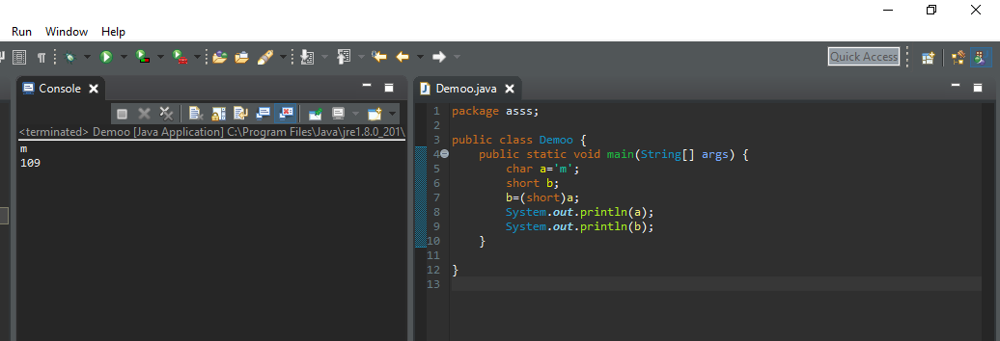 Run Window Help
Quick Access
Console
<terminated> Demoo [Java Application] C:\Program Files\Java\jre1.8.0_201\
m
109
Demoo.java
1 package asss;
2
3 public class Demoo {
4 public static void main(String[] args) {
5 char a='m';
6 short b;
7 b=(short)a;
8 System.out.println(a);
9 System.out.println(b);
10 }
11
12 }
13